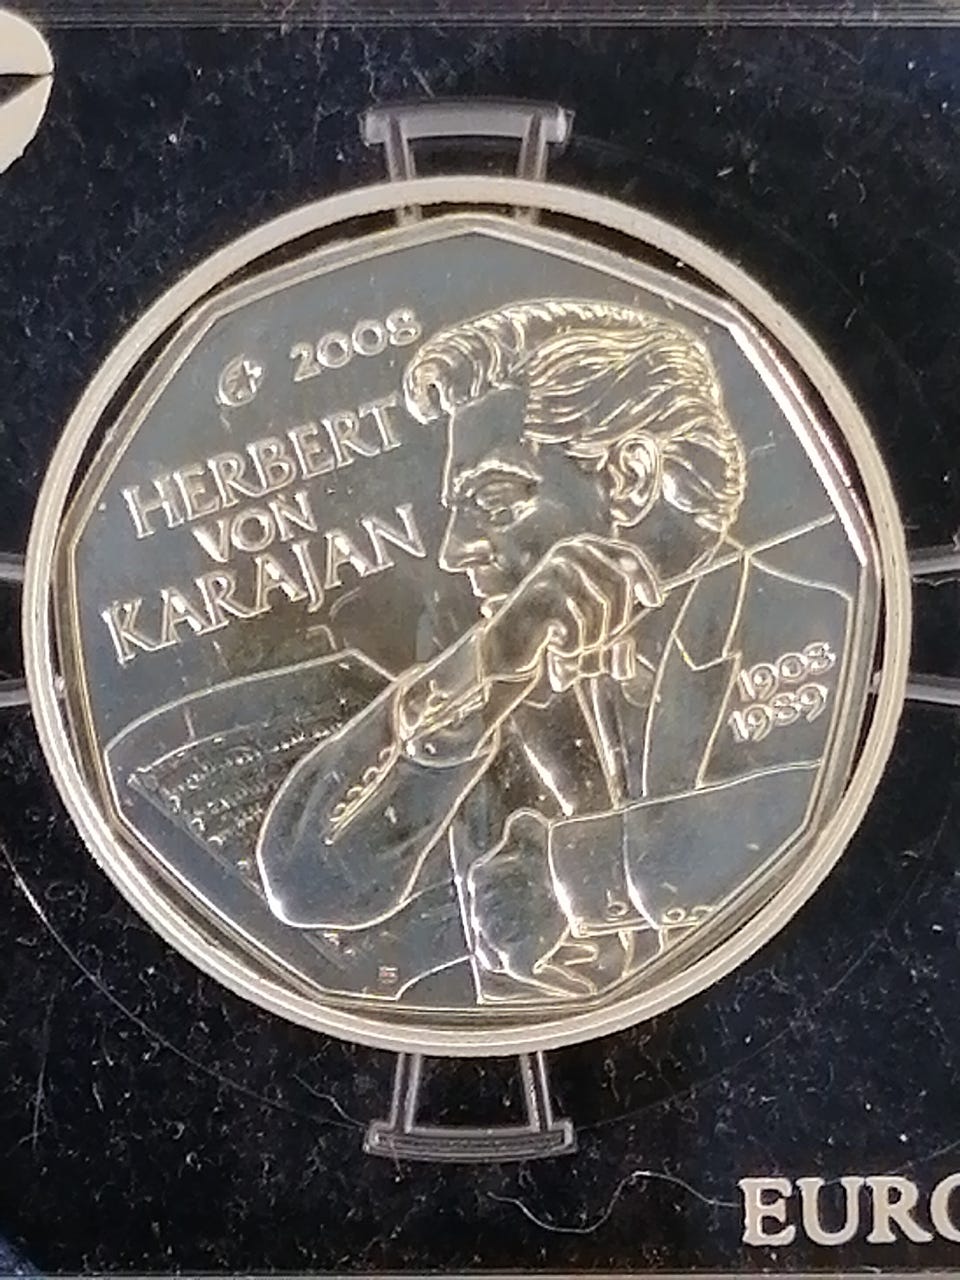 2008
HERBERT
VON
KARAJAN
1908
1989
EURO